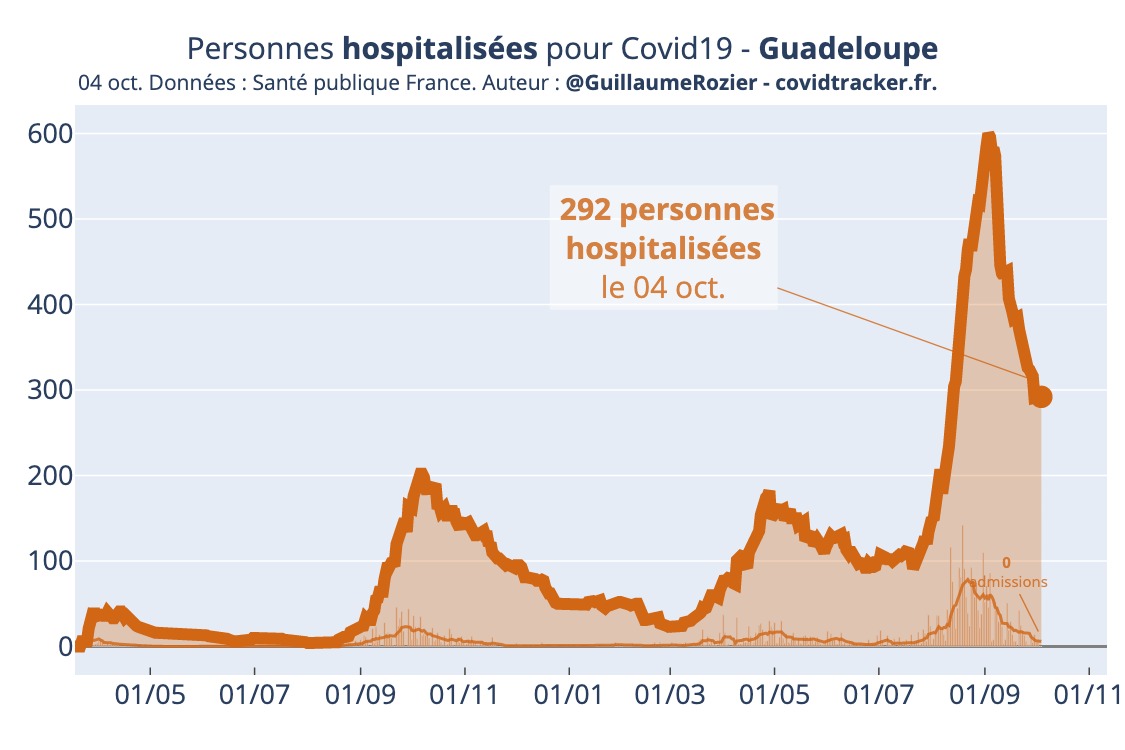 Personnes hospitalisées pour Covid19 - Guadeloupe
04 oct. Données : Santé publique France. Auteur : @GuillaumeRozier - covidtracker.fr.
600
500
400
300
200
100
0
292 personnes
hospitalisées
le 04 oct.
0
admissions
01/05 01/07 01/09 01/11 01/01 01/03 01/05 01/07 01/09 01/11